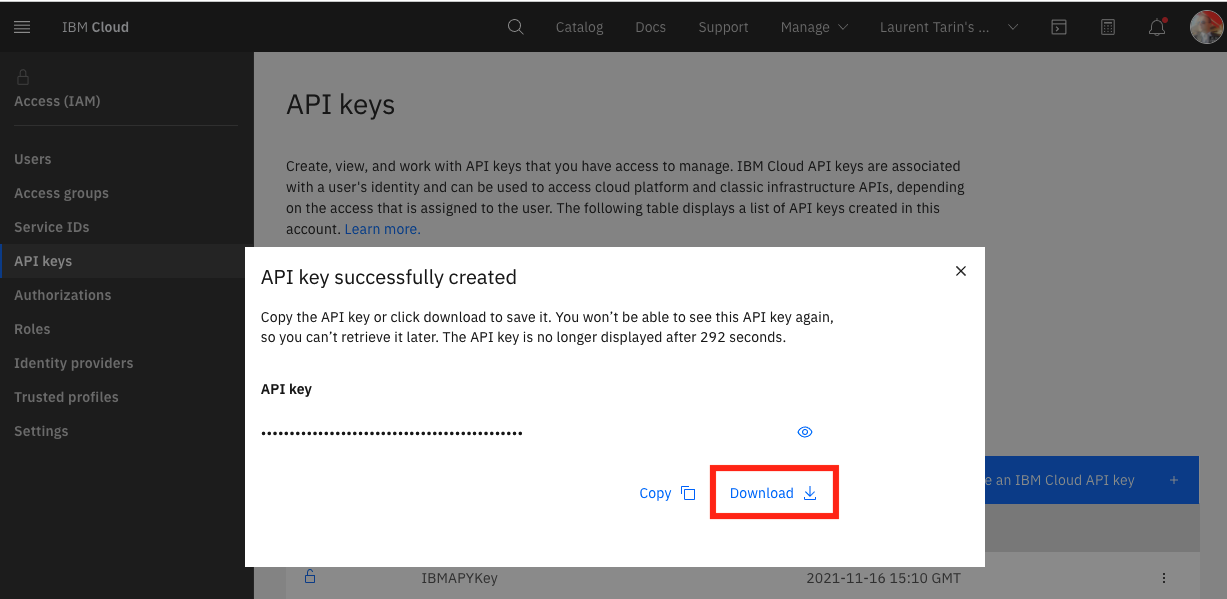 IBM Cloud
Catalog
Docs
Support
Manage
Laurent Tarin's ...
Access (IAM)
Users
Access groups
Service IDs
API keys
Authorizations
Roles
Identity providers
Trusted profiles
Settings
API keys
Create, view, and work with API keys that you have access to manage. IBM Cloud API keys are associated
with a user's identity and can be used to access cloud platform and classic infrastructure APIs, depending
on the access that is assigned to the user. The following table displays a list of API keys created in this
account. Learn more.
API key successfully created
Copy the API key or click download to save it. You won’t be able to see this API key again,
so you can’t retrieve it later. The API key is no longer displayed after 292 seconds.
API key
••••••••••••••••••••••••••••••••••••••••••••
Copy
Download
an IBM Cloud API key +
IBMAPYKey
2021-11-16 15:10 GMT